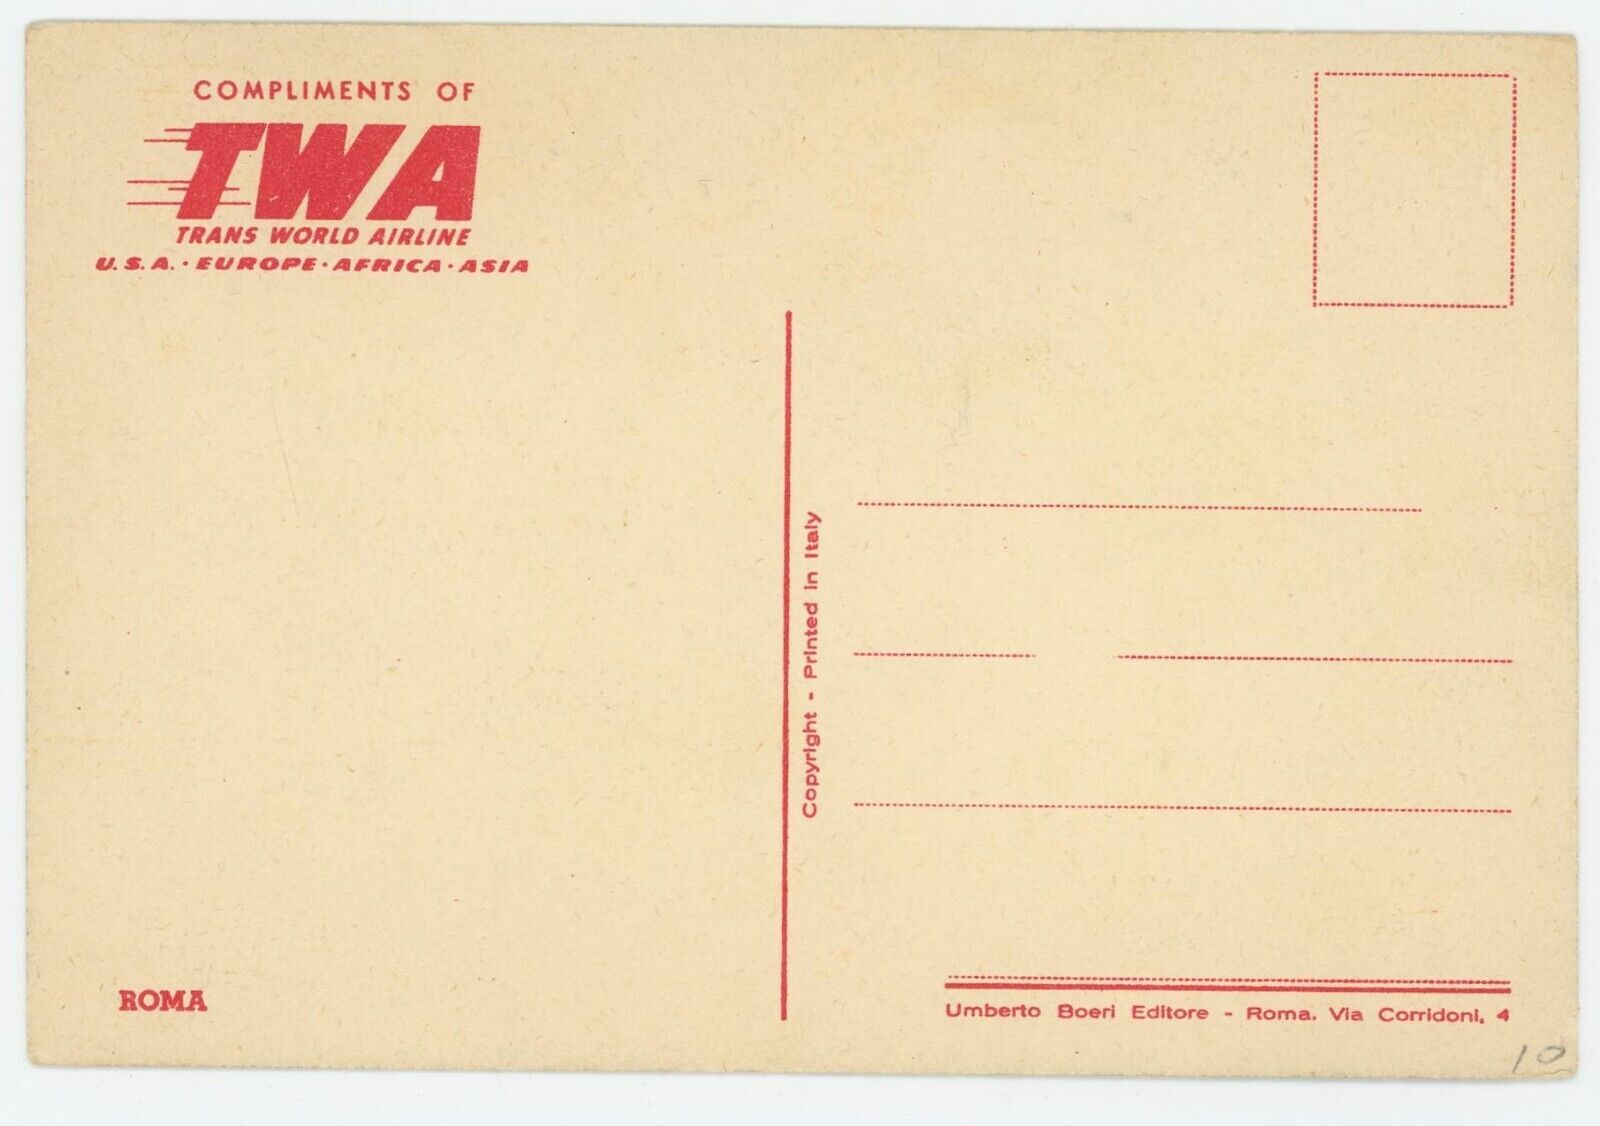 COMPLIMENTS OF
TWA
TRANS WORLD AIRLINE
U.S.A. · EUROPE · AFRICA · ASIA
Copyright - Printed in Italy
ROMA
Umberto Boeri Editore - Roma. Via Corridoni, 4
10